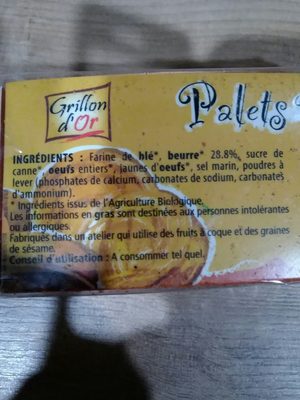 Grillon
d'Or
Palets
INGRÉDIENTS : Farine de blé*, beurre* 28.8%, sucre de
canne*, oeufs entiers*, jaunes d'oeufs*, sel marin, poudres à
lever (phosphates de calcium, carbonates de sodium, carbonates
d'ammonium).
* Ingrédients issus de l'Agriculture Biologique.
Les informations en gras sont destinées aux personnes intolérantes
ou allergiques.
Fabriqués dans un atelier qui utilise des fruits à coque et des graines
de sésame.
Conseil d'utilisation : A consommer tel quel.